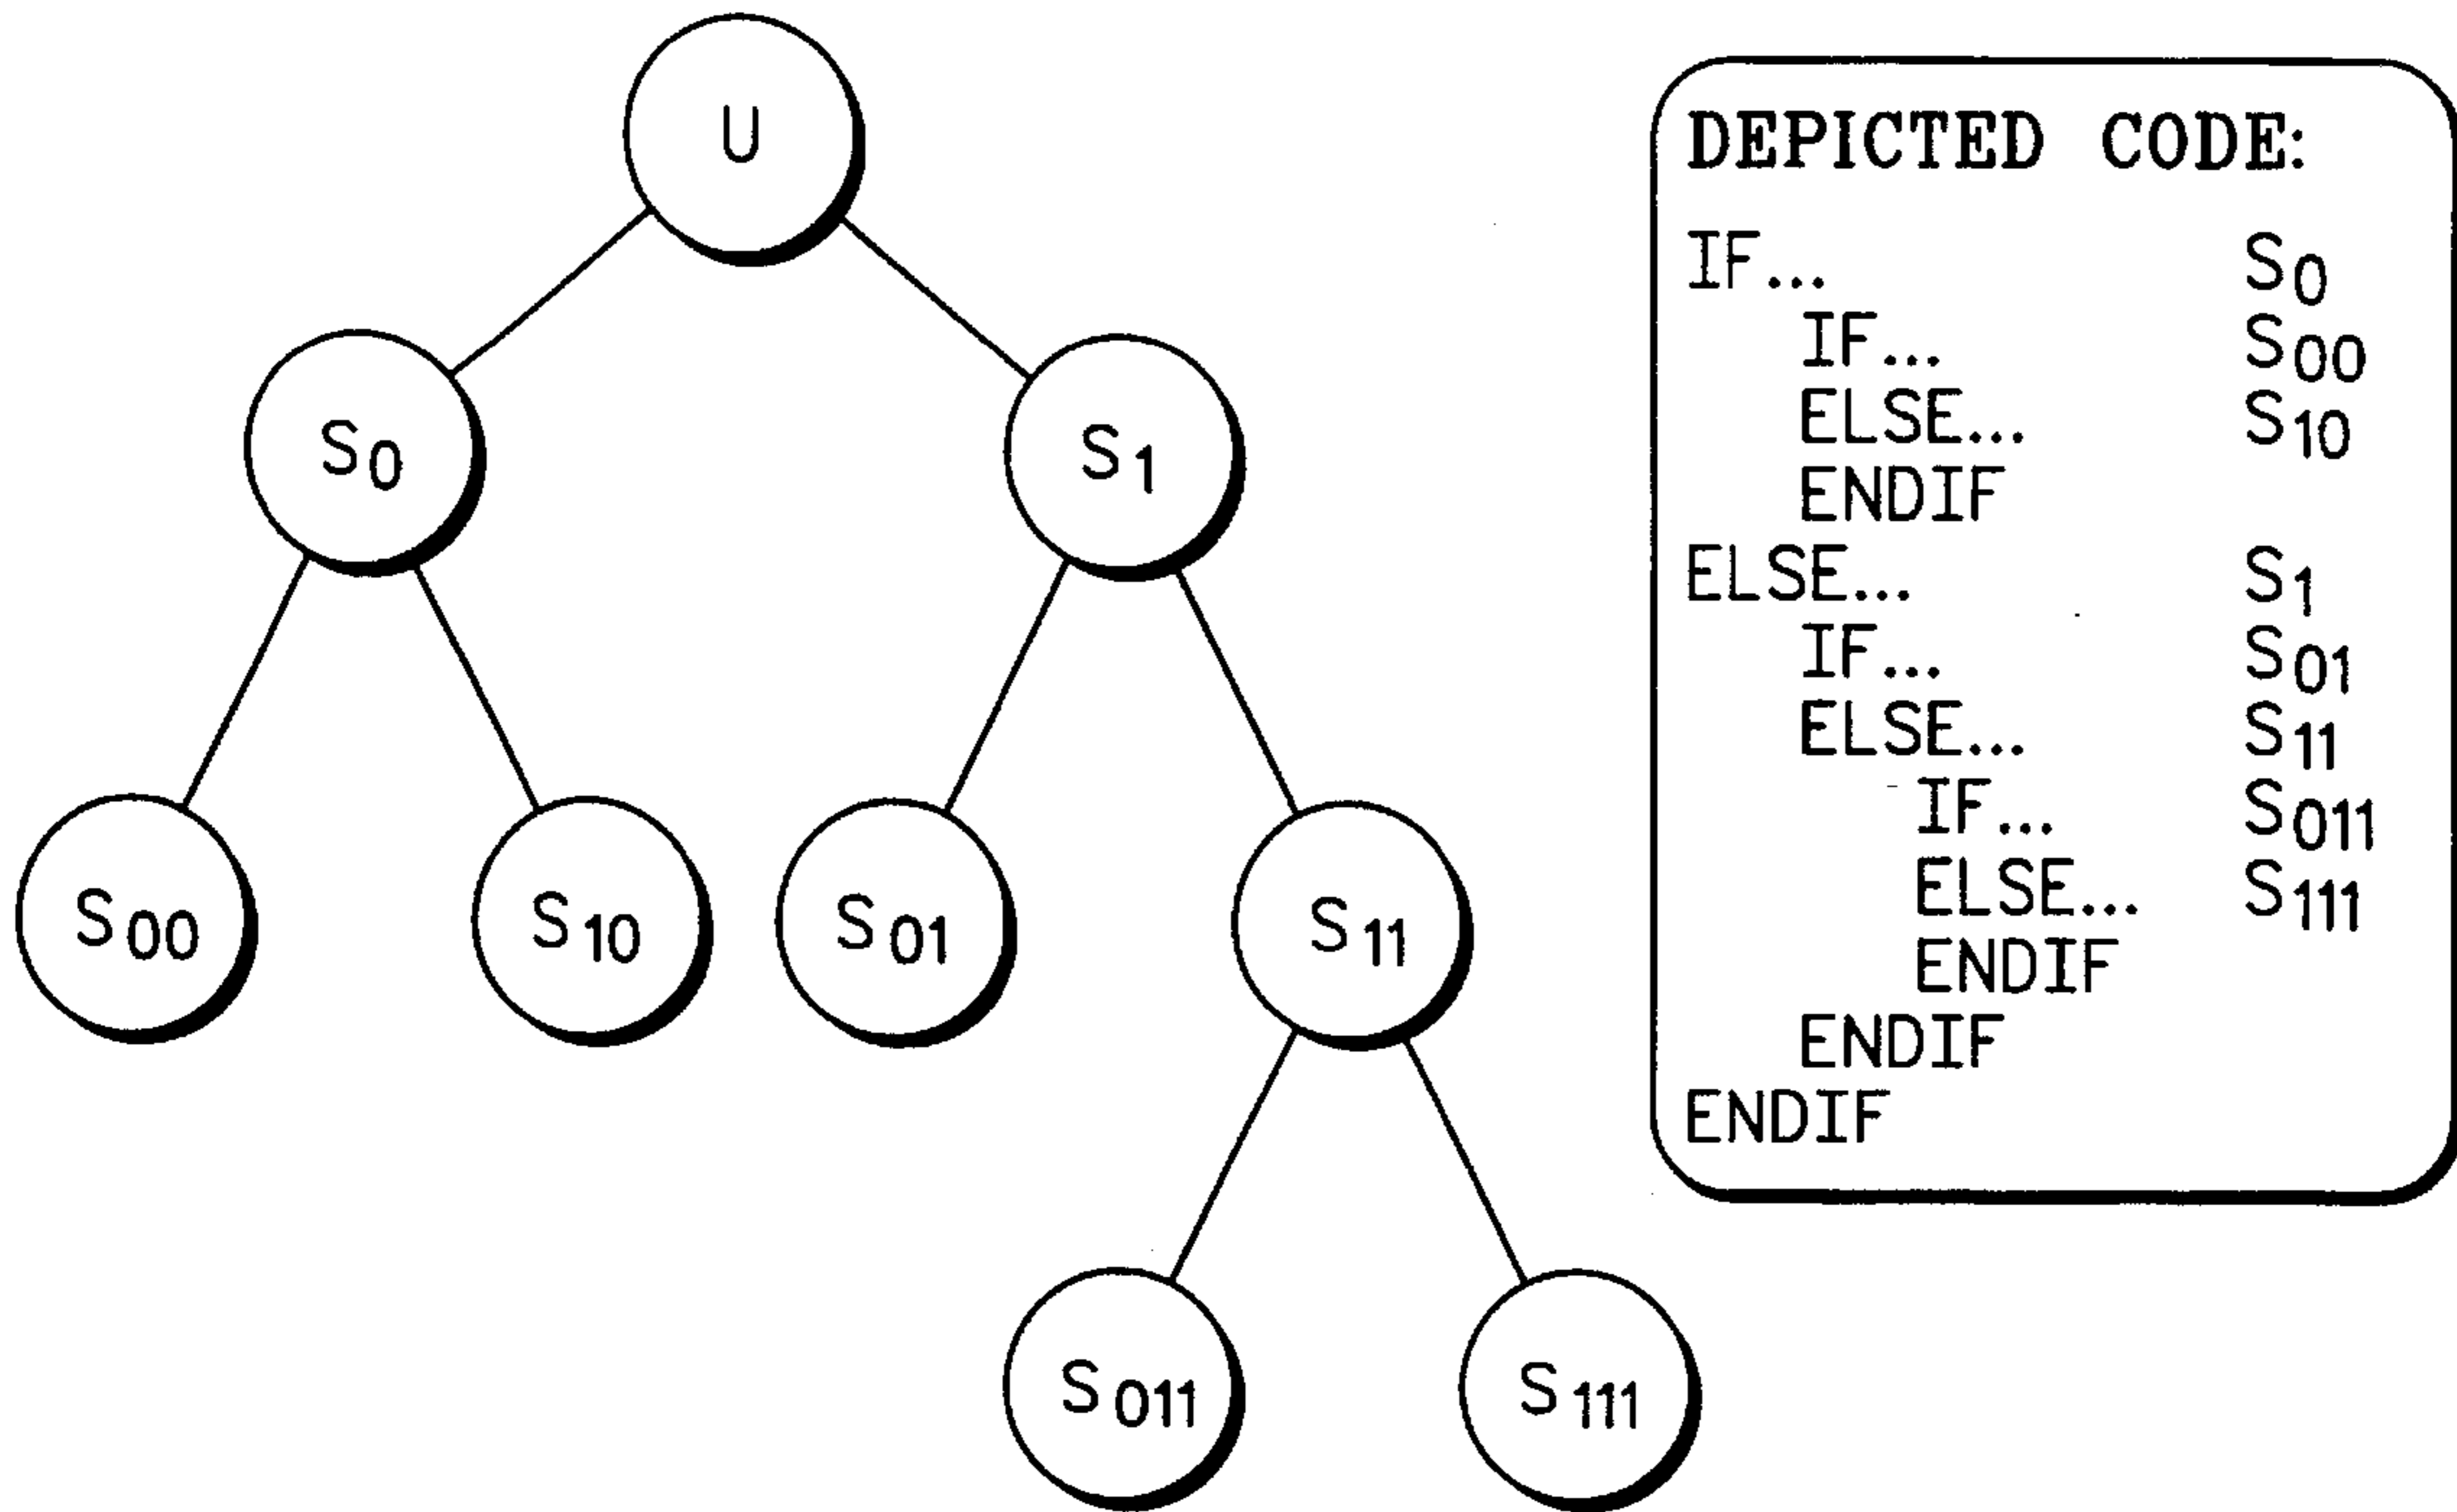 U
S0 S1
S00 S10 S01 S11
S011 S111
DEPICTED CODE:
IF... S0
IF... S00
ELSE... S10
ENDIF
ELSE... S1
IF... S01
ELSE... S11
IF... S011
ELSE... S111
ENDIF
ENDIF
ENDIF